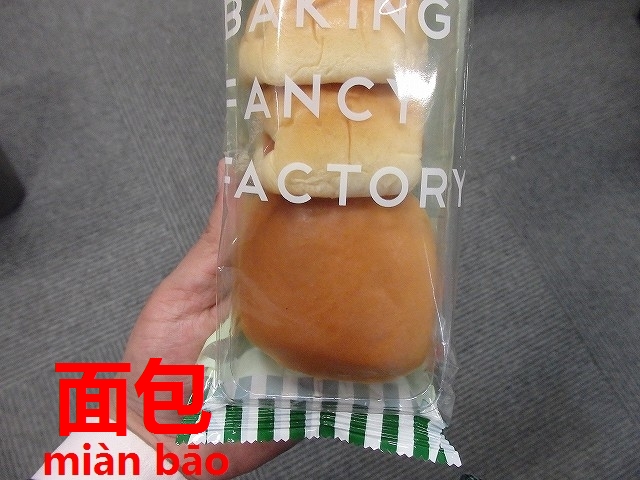 BAKING
FANCY
FACTORY
面包
miàn bāo